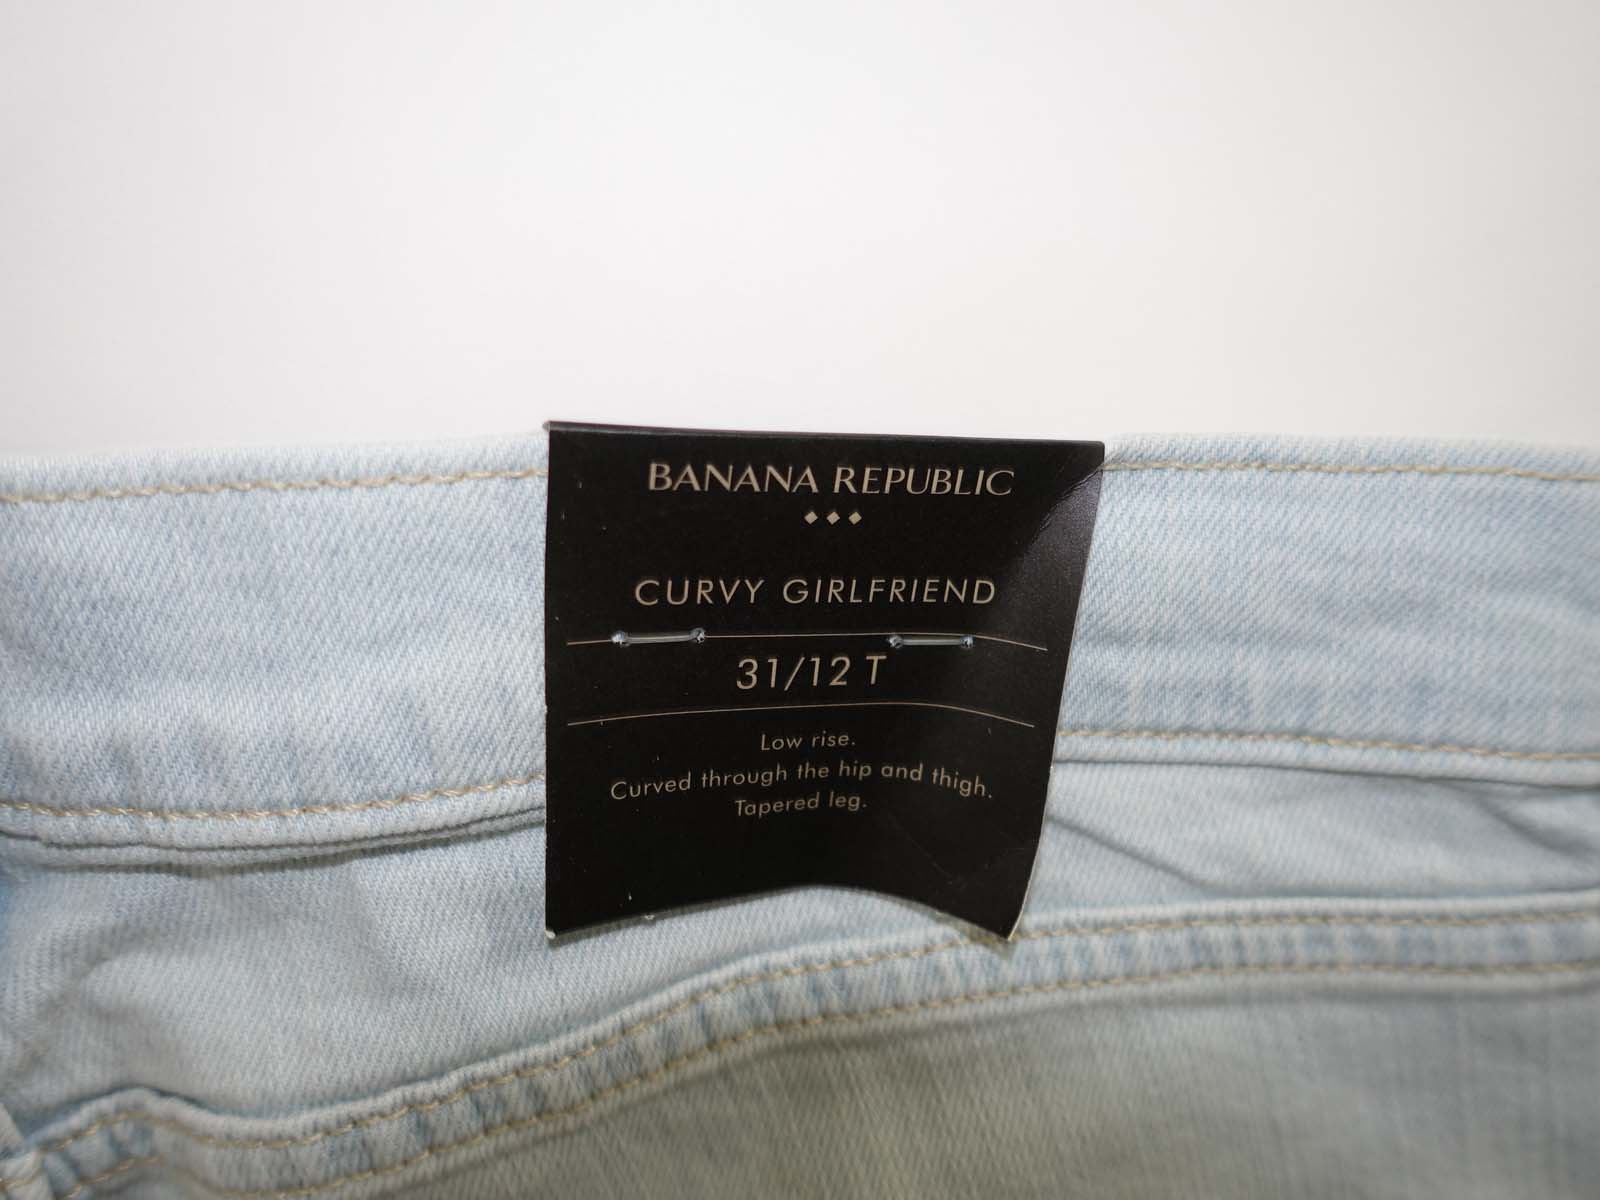 BANANA REPUBLIC
CURVY GIRLFRIEND
31/12 T
Low rise.
Curved through the hip and thigh.
Tapered leg.